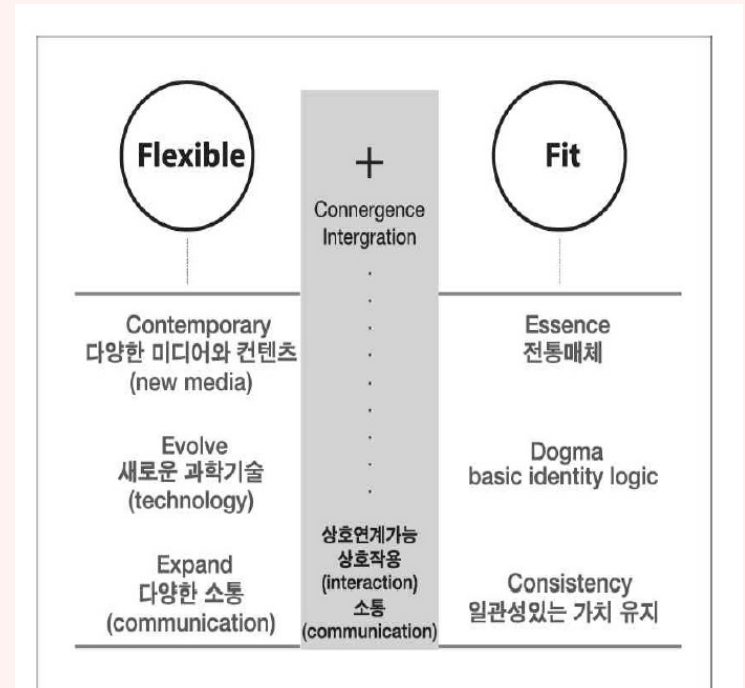 Flexible
+
Connergence
Intergration
Fit
Contemporary
다양한 미디어와 컨텐츠
(new media)
Evolve
새로운 과학기술
(technology)
Expand
다양한 소통
(communication)
상호연계가능
상호작용
(interaction)
소통
(communication)
Essence
전통매체
Dogma
basic identity logic
Consistency
일관성있는 가치 유지